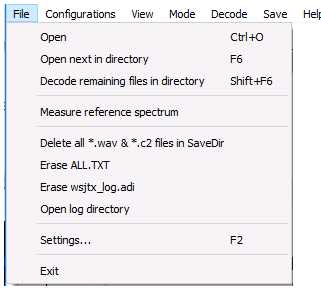 File Configurations View Mode Decode Save Help
Open Ctrl+O
Open next in directory F6
Decode remaining files in directory Shift+F6
Measure reference spectrum
Delete all *.wav & *.c2 files in SaveDir
Erase ALL.TXT
Erase wsjtx_log.adi
Open log directory
Settings... F2
Exit